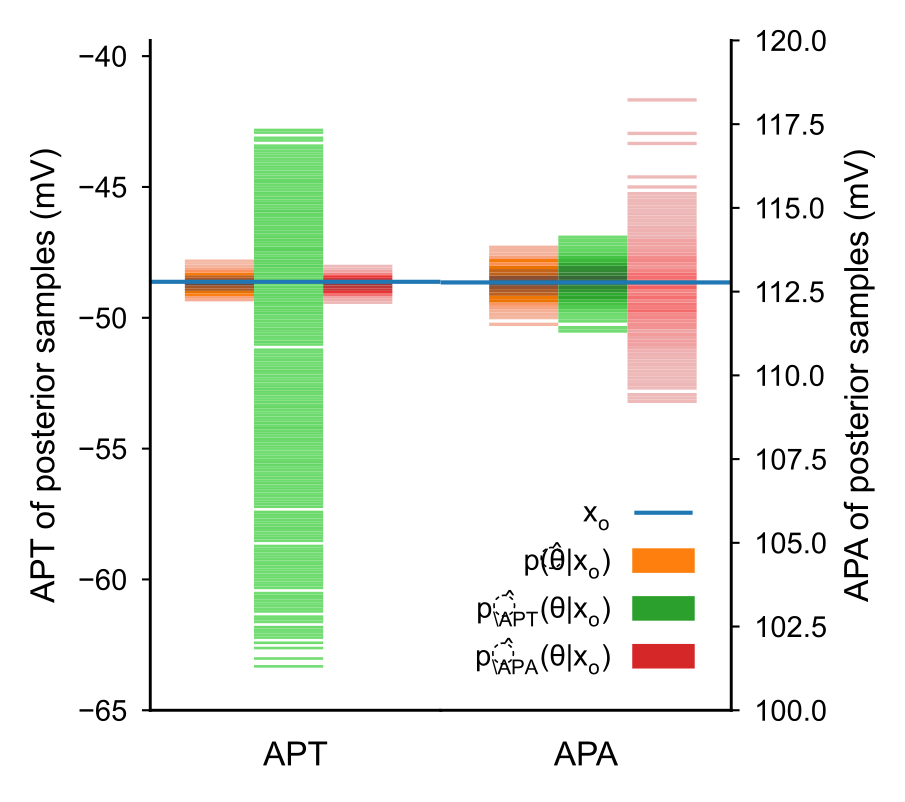 APT of posterior samples (mV)
−40
−45
−50
−55
−60
−65
120.0
117.5
115.0
112.5
110.0
107.5
105.0
102.5
100.0
APA of posterior samples (mV)
xₒ
p̂(θ|xₒ)
p̂\APT(θ|xₒ)
p̂\APA(θ|xₒ)
APT
APA